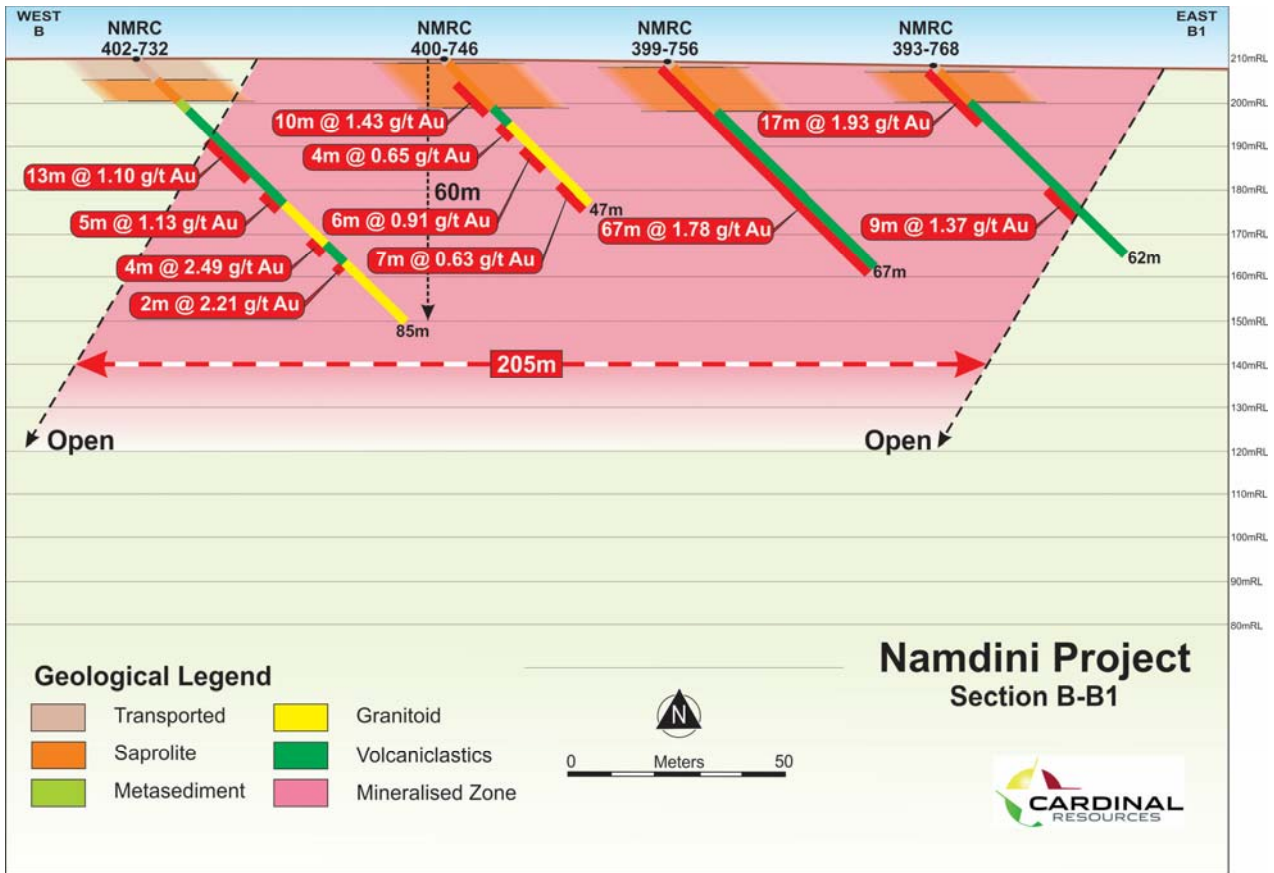 WEST
B
NMRC
402-732
NMRC
400-746
NMRC
399-756
NMRC
393-768
EAST
B1
210mRL
200mRL
190mRL
180mRL
170mRL
160mRL
150mRL
140mRL
130mRL
120mRL
110mRL
100mRL
90mRL
80mRL
10m @ 1.43 g/t Au
17m @ 1.93 g/t Au
4m @ 0.65 g/t Au
13m @ 1.10 g/t Au
60m
5m @ 1.13 g/t Au
6m @ 0.91 g/t Au
47m
67m @ 1.78 g/t Au
9m @ 1.37 g/t Au
7m @ 0.63 g/t Au
4m @ 2.49 g/t Au
62m
67m
2m @ 2.21 g/t Au
85m
205m
Open
Open
Geological Legend
Transported
Saprolite
Metasediment
Granitoid
Volcaniclastics
Mineralised Zone
N
0 Meters 50
Namdini Project
Section B-B1
CARDINAL
RESOURCES